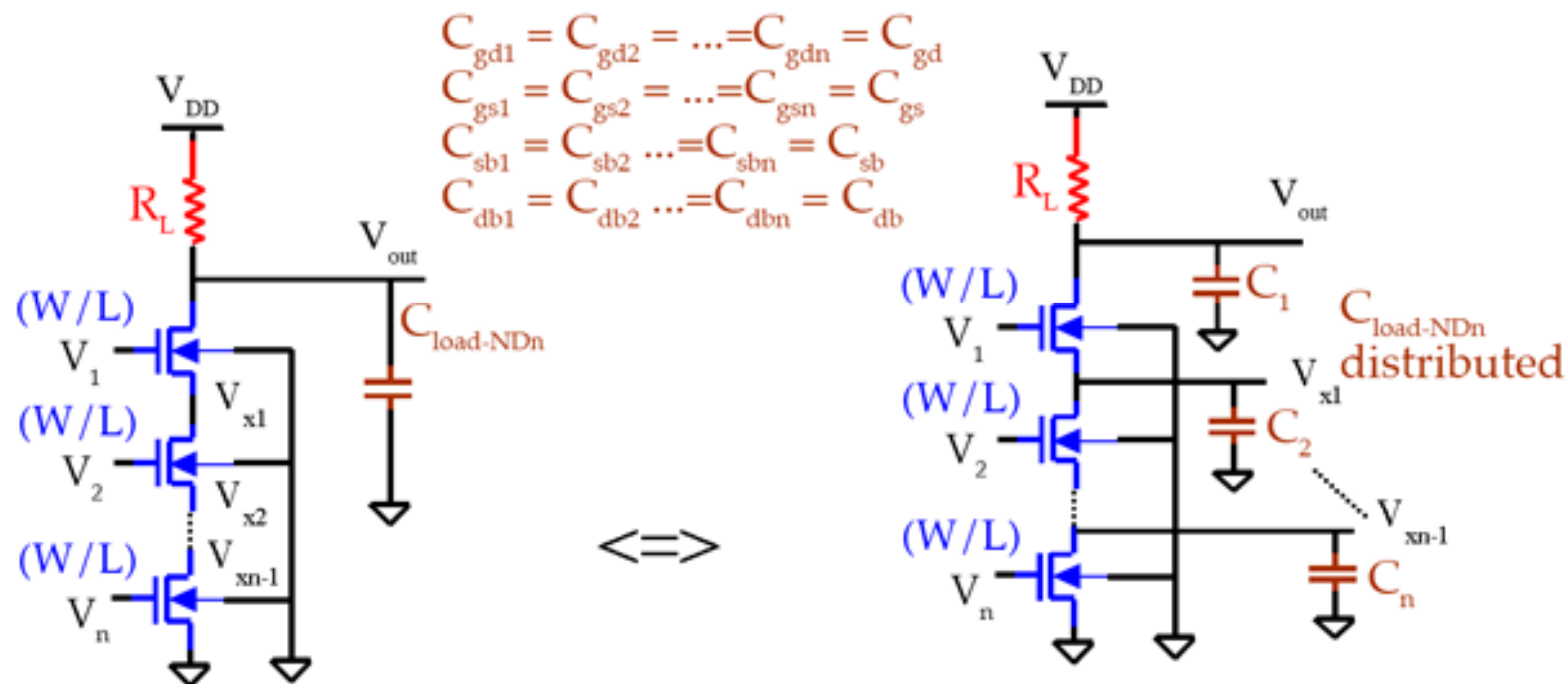 C_gd1 = C_gd2 = ...=C_gdn = C_gd
C_gs1 = C_gs2 = ...=C_gsn = C_gs
C_sb1 = C_sb2 ...=C_sbn = C_sb
C_db1 = C_db2 ...=C_dbn = C_db
V_DD
R_L
V_out
(W/L)
V_1
C_load-NDn
V_x1
(W/L)
V_2
V_x2
(W/L)
V_xn-1
V_n
<=>
V_DD
R_L
V_out
C_1
(W/L)
V_1
C_load-NDn
distributed
V_x1
(W/L)
V_2
C_2
V_xn-1
(W/L)
V_n
C_n